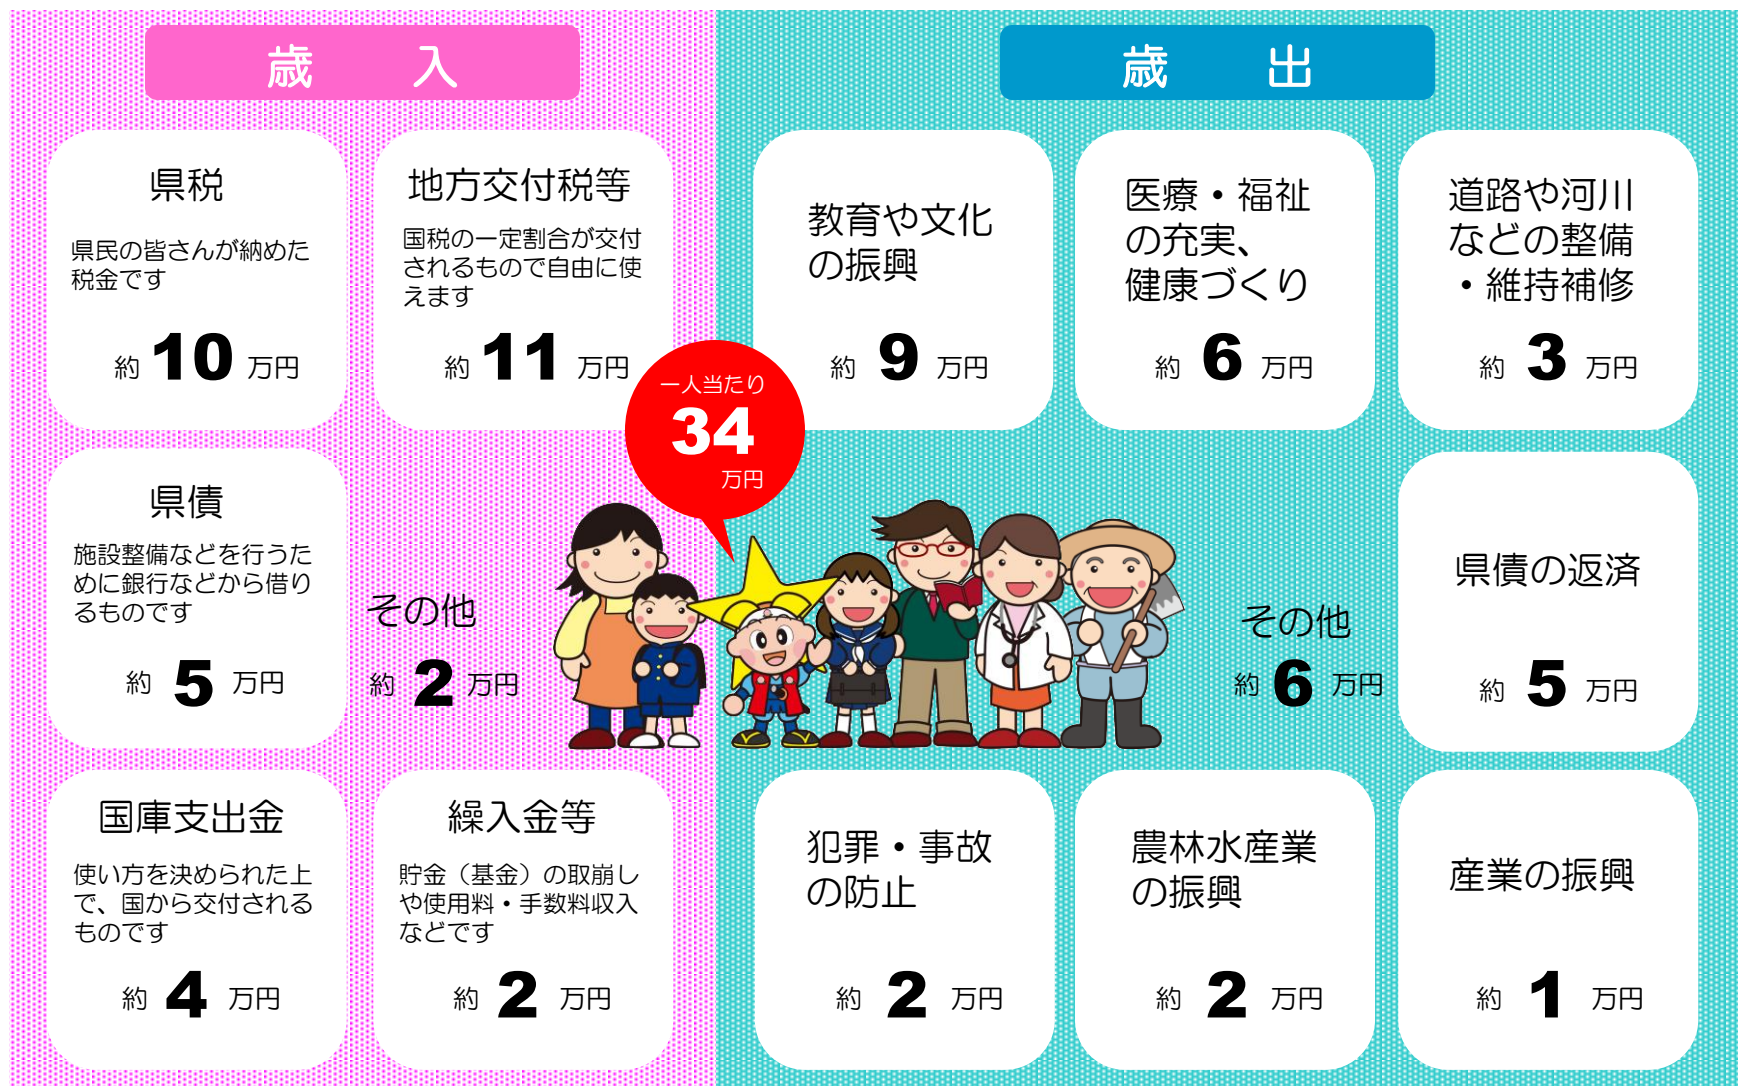 歳入
県税
県民の皆さんが納めた
税金です
約 10 万円
地方交付税等
国税の一定割合が交付
されるもので自由に使
えます
約 11 万円
県債
施設整備などを行うた
めに銀行などから借り
るものです
約 5 万円
その他
約 2 万円
国庫支出金
使い方を決められた上
で、国から交付される
ものです
約 4 万円
繰入金等
貯金（基金）の取崩し
や使用料・手数料収入
などです
約 2 万円
一人当たり
34
万円
歳出
教育や文化
の振興
約 9 万円
医療・福祉
の充実、
健康づくり
約 6 万円
道路や河川
などの整備
・維持補修
約 3 万円
その他
約 6 万円
県債の返済
約 5 万円
犯罪・事故
の防止
約 2 万円
農林水産業
の振興
約 2 万円
産業の振興
約 1 万円